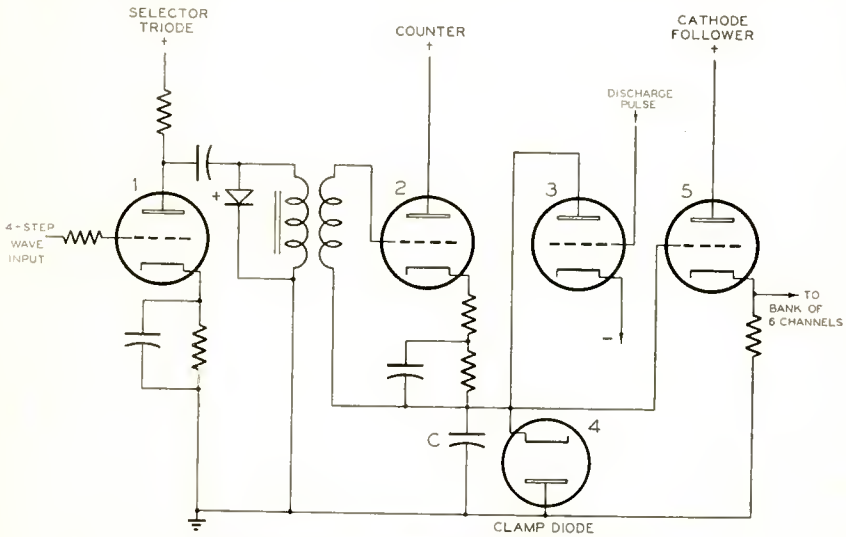 SELECTOR
TRIODE
+
COUNTER
+
CATHODE
FOLLOWER
+
DISCHARGE
PULSE
1
+
2
3
5
4-STEP
WAVE
INPUT
TO
BANK OF
6 CHANNELS
-
C
4
CLAMP DIODE